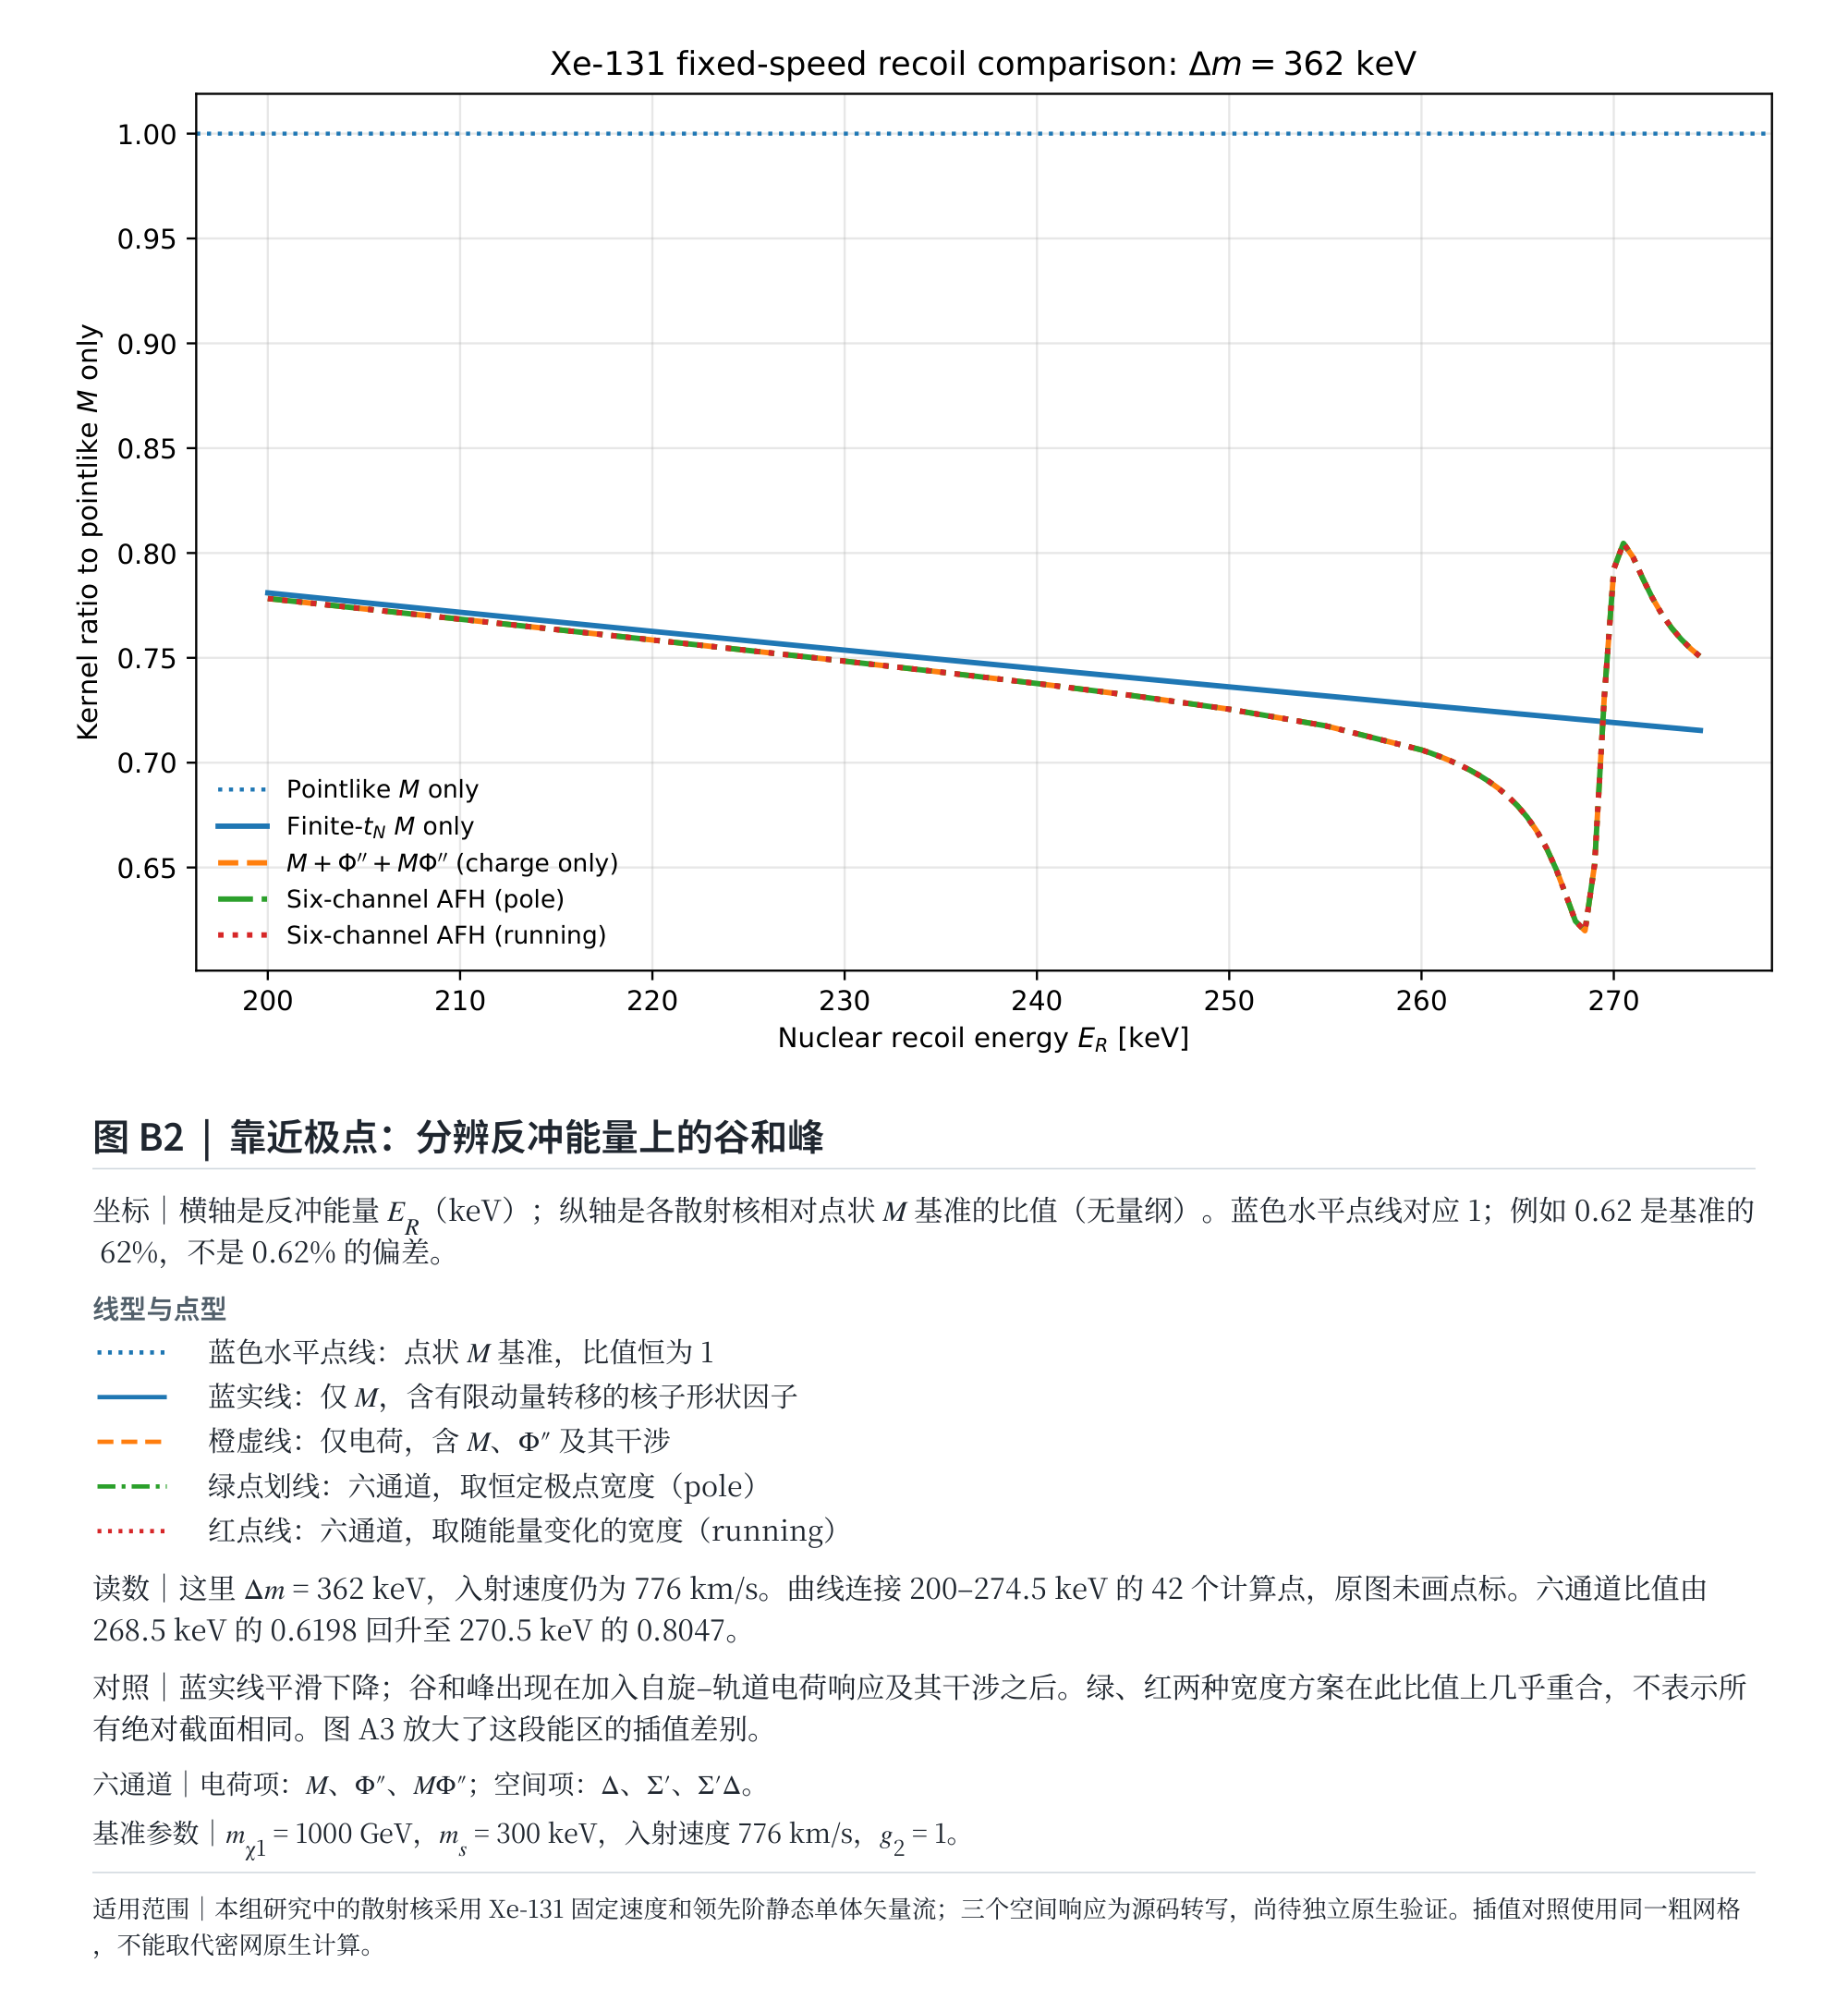 Xe-131 fixed-speed recoil comparison: Δm = 362 keV
Kernel ratio to pointlike M only
1.00
0.95
0.90
0.85
0.80
0.75
0.70
0.65
Pointlike M only
Finite-t_N M only
M + Φ″ + MΦ″ (charge only)
Six-channel AFH (pole)
Six-channel AFH (running)
200 210 220 230 240 250 260 270
Nuclear recoil energy E_R [keV]
图 B2｜靠近极点：分辨反冲能量上的谷和峰
坐标｜横轴是反冲能量 E_R（keV）；纵轴是各散射核相对点状 M 基准的比值（无量纲）。蓝色水平点线对应 1；例如 0.62 是基准的
62%，不是 0.62% 的偏差。
线型与点型
蓝色水平点线：点状 M 基准，比值恒为 1
蓝实线：仅 M，含有限动量转移的核子形状因子
橙虚线：仅电荷，含 M、Φ″ 及其干涉
绿点划线：六通道，取恒定极点宽度（pole）
红点线：六通道，取随能量变化的宽度（running）
读数｜这里 Δm = 362 keV，入射速度仍为 776 km/s。曲线连接 200–274.5 keV 的 42 个计算点，原图未画点标。六通道比值由
268.5 keV 的 0.6198 回升至 270.5 keV 的 0.8047。
对照｜蓝实线平滑下降；谷和峰出现在加入自旋–轨道电荷响应及其干涉之后。绿、红两种宽度方案在此比值上几乎重合，不表示所
有绝对截面相同。图 A3 放大了这段能区的插值差别。
六通道｜电荷项：M、Φ″、MΦ″；空间项：Δ、Σ′、Σ′Δ。
基准参数｜m_χ1 = 1000 GeV，m_s = 300 keV，入射速度 776 km/s，g_2 = 1。
适用范围｜本组研究中的散射核采用 Xe-131 固定速度和领先阶静态单体矢量流；三个空间响应为源码转写，尚待独立原生验证。插值对照使用同一粗网格
，不能取代密网原生计算。